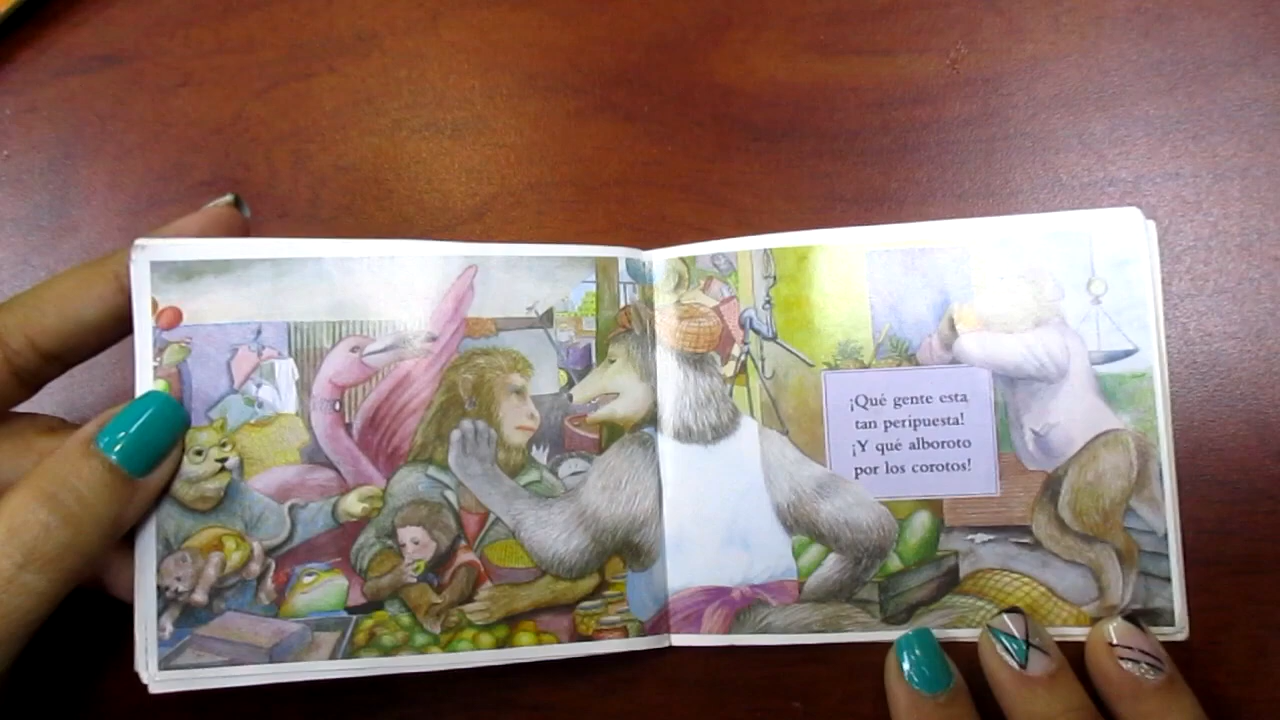 ¡Qué gente esta
tan peripuesta!
¡Y qué alboroto
por los corotos!